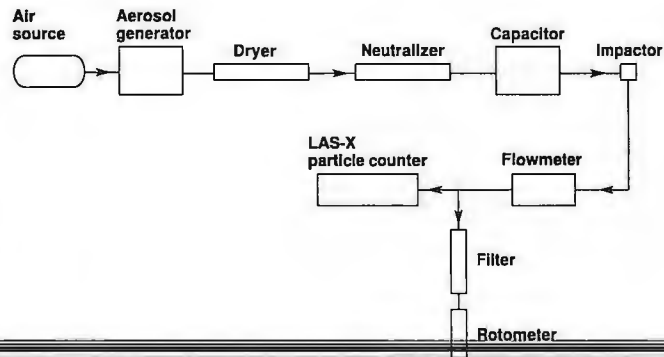 Air
source
Aerosol
generator
Dryer
Neutralizer
Capacitor
Impactor
LAS-X
particle counter
Flowmeter
Filter
Rotometer